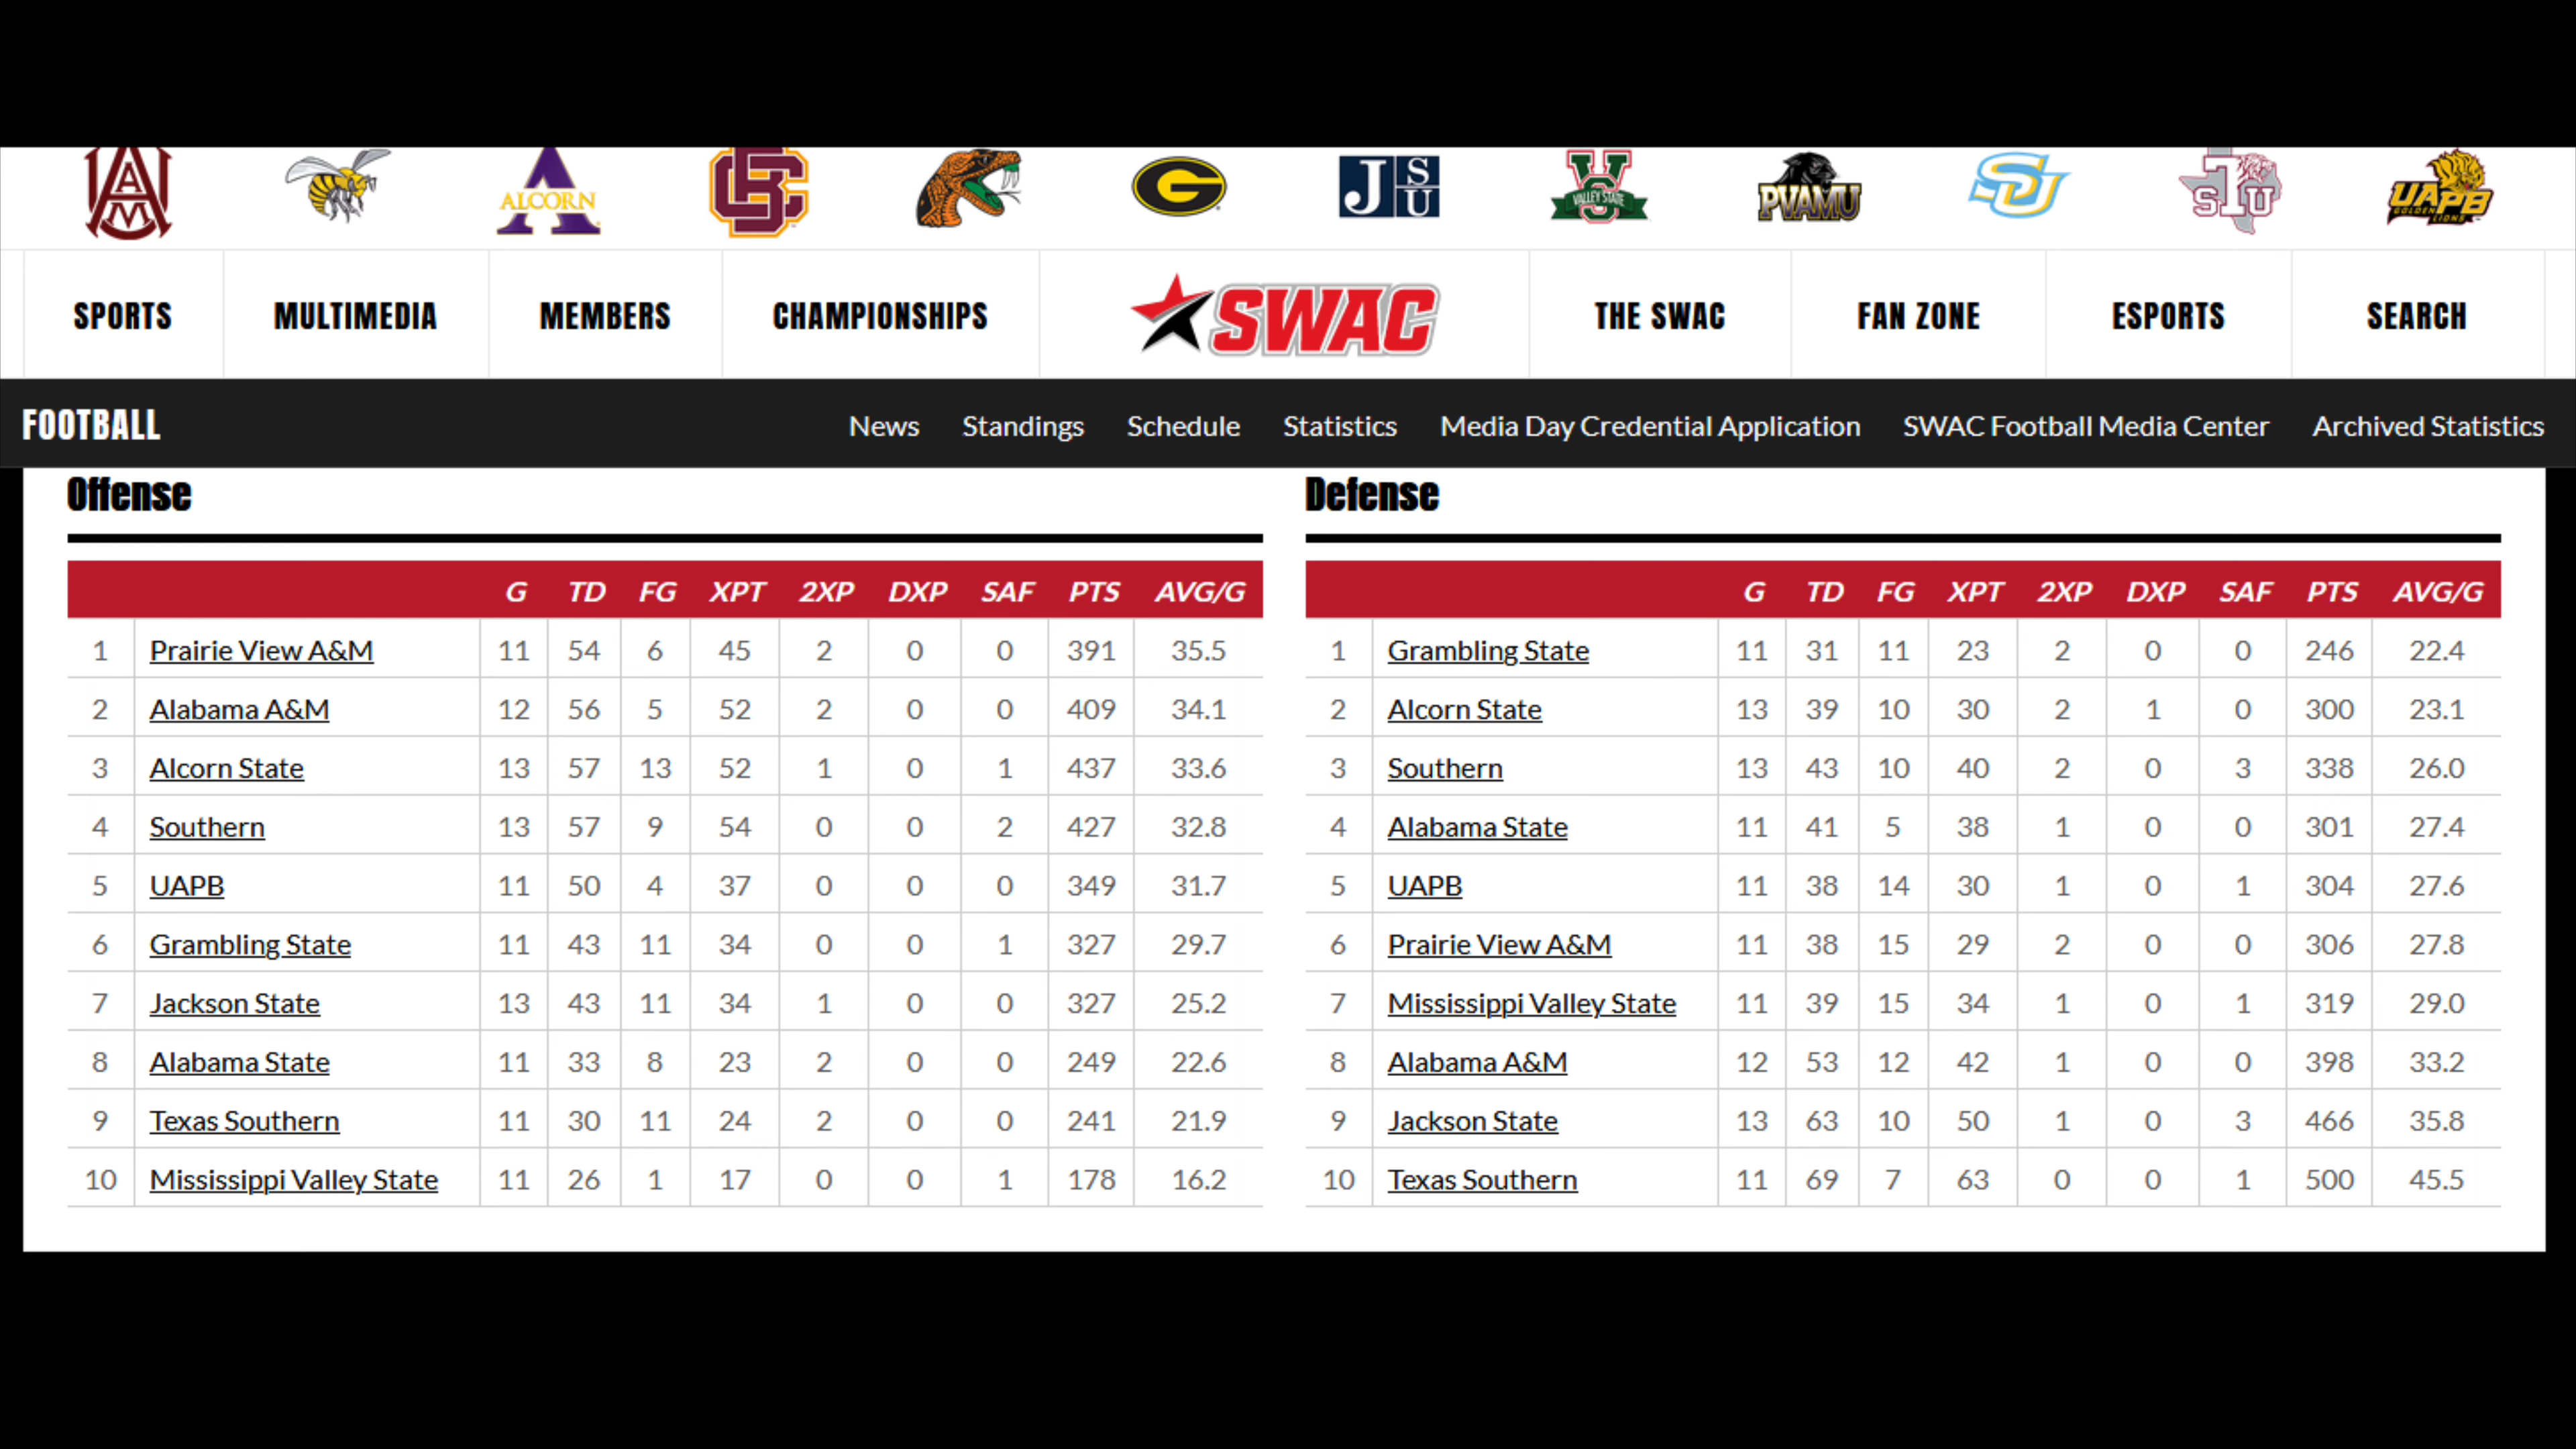 AAM
ALCORN
BC
G
J S U
V
VALLEY STATE
PVAMU
SU
TSU
UAPB
GOLDEN LIONS
SPORTS MULTIMEDIA MEMBERS CHAMPIONSHIPS SWAC THE SWAC FAN ZONE ESPORTS SEARCH
FOOTBALL News Standings Schedule Statistics Media Day Credential Application SWAC Football Media Center Archived Statistics
Offense
G TD FG XPT 2XP DXP SAF PTS AVG/G
1 Prairie View A&M 11 54 6 45 2 0 0 391 35.5
2 Alabama A&M 12 56 5 52 2 0 0 409 34.1
3 Alcorn State 13 57 13 52 1 0 1 437 33.6
4 Southern 13 57 9 54 0 0 2 427 32.8
5 UAPB 11 50 4 37 0 0 0 349 31.7
6 Grambling State 11 43 11 34 0 0 1 327 29.7
7 Jackson State 13 43 11 34 1 0 0 327 25.2
8 Alabama State 11 33 8 23 2 0 0 249 22.6
9 Texas Southern 11 30 11 24 2 0 0 241 21.9
10 Mississippi Valley State 11 26 1 17 0 0 1 178 16.2
Defense
G TD FG XPT 2XP DXP SAF PTS AVG/G
1 Grambling State 11 31 11 23 2 0 0 246 22.4
2 Alcorn State 13 39 10 30 2 1 0 300 23.1
3 Southern 13 43 10 40 2 0 3 338 26.0
4 Alabama State 11 41 5 38 1 0 0 301 27.4
5 UAPB 11 38 14 30 1 0 1 304 27.6
6 Prairie View A&M 11 38 15 29 2 0 0 306 27.8
7 Mississippi Valley State 11 39 15 34 1 0 1 319 29.0
8 Alabama A&M 12 53 12 42 1 0 0 398 33.2
9 Jackson State 13 63 10 50 1 0 3 466 35.8
10 Texas Southern 11 69 7 63 0 0 1 500 45.5